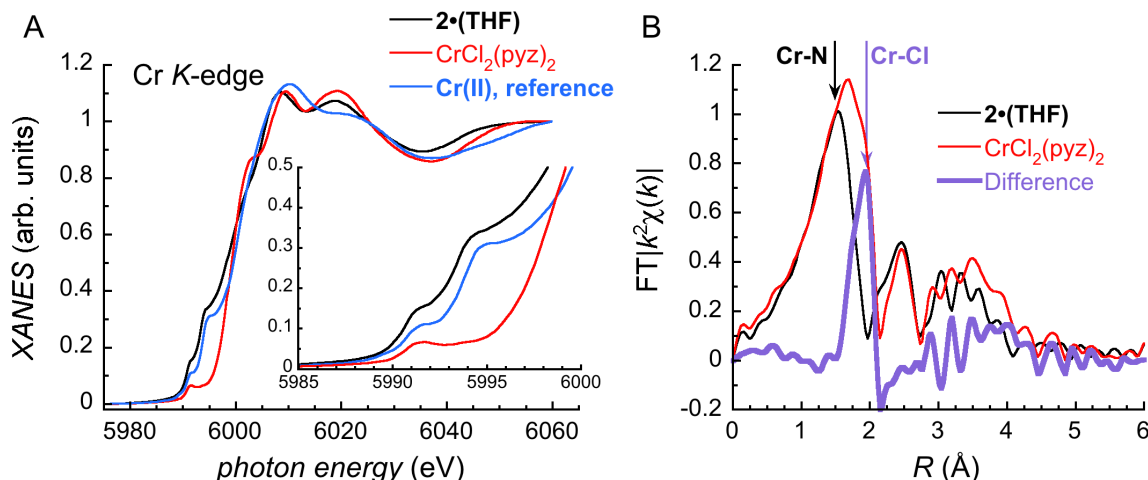 A
2•(THF)
CrCl₂(pyz)₂
Cr(II), reference
Cr K-edge
XANES (arb. units)
1.2
1
0.8
0.6
0.4
0.2
0
5980 6000 6020 6040 6060
photon energy (eV)
0.5
0.4
0.3
0.2
0.1
0
5985 5990 5995 6000
B
Cr-N Cr-Cl
2•(THF)
CrCl₂(pyz)₂
Difference
FT|k²χ(k)|
1.2
1
0.8
0.6
0.4
0.2
0
-0.2
0 1 2 3 4 5 6
R (Å)